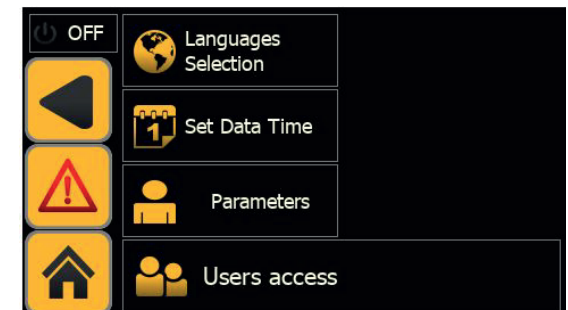 OFF
Languages
Selection
1
Set Data Time
Parameters
Users access